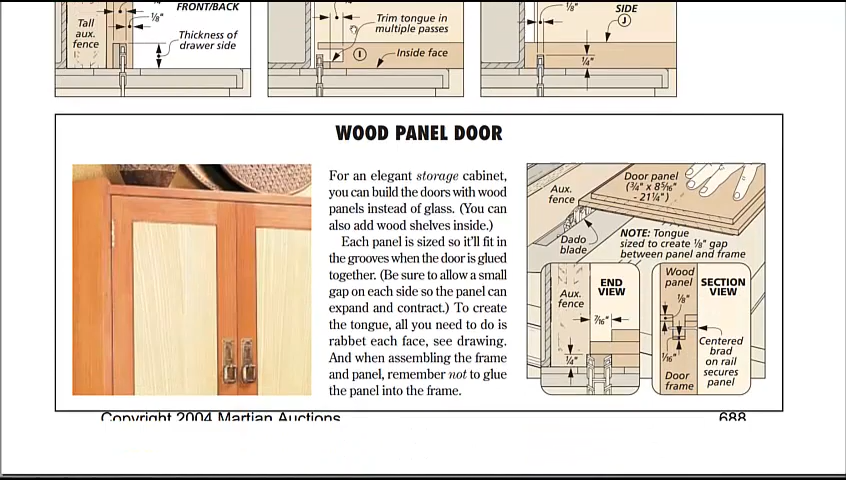 FRONT/BACK
1/8"
Tall
aux.
fence
Thickness of
drawer side
Trim tongue in
multiple passes
I
Inside face
1/8"
SIDE
J
1/4"
WOOD PANEL DOOR
For an elegant storage cabinet,
you can build the doors with wood
panels instead of glass. (You can
also add wood shelves inside.)
Each panel is sized so it'll fit in
the grooves when the door is glued
together. (Be sure to allow a small
gap on each side so the panel can
expand and contract.) To create
the tongue, all you need to do is
rabbet each face, see drawing.
And when assembling the frame
and panel, remember not to glue
the panel into the frame.
Door panel
(3/4" x 8 5/16"
- 21 1/4")
Aux.
fence
Dado
blade
NOTE: Tongue
sized to create 1/8" gap
between panel and frame
END
VIEW
Aux.
fence
7/16"
1/4"
Wood
panel
SECTION
VIEW
1/8"
1/16"
Centered
brad
on rail
secures
panel
Door
frame
Copyright 2004 Martian Auctions
688